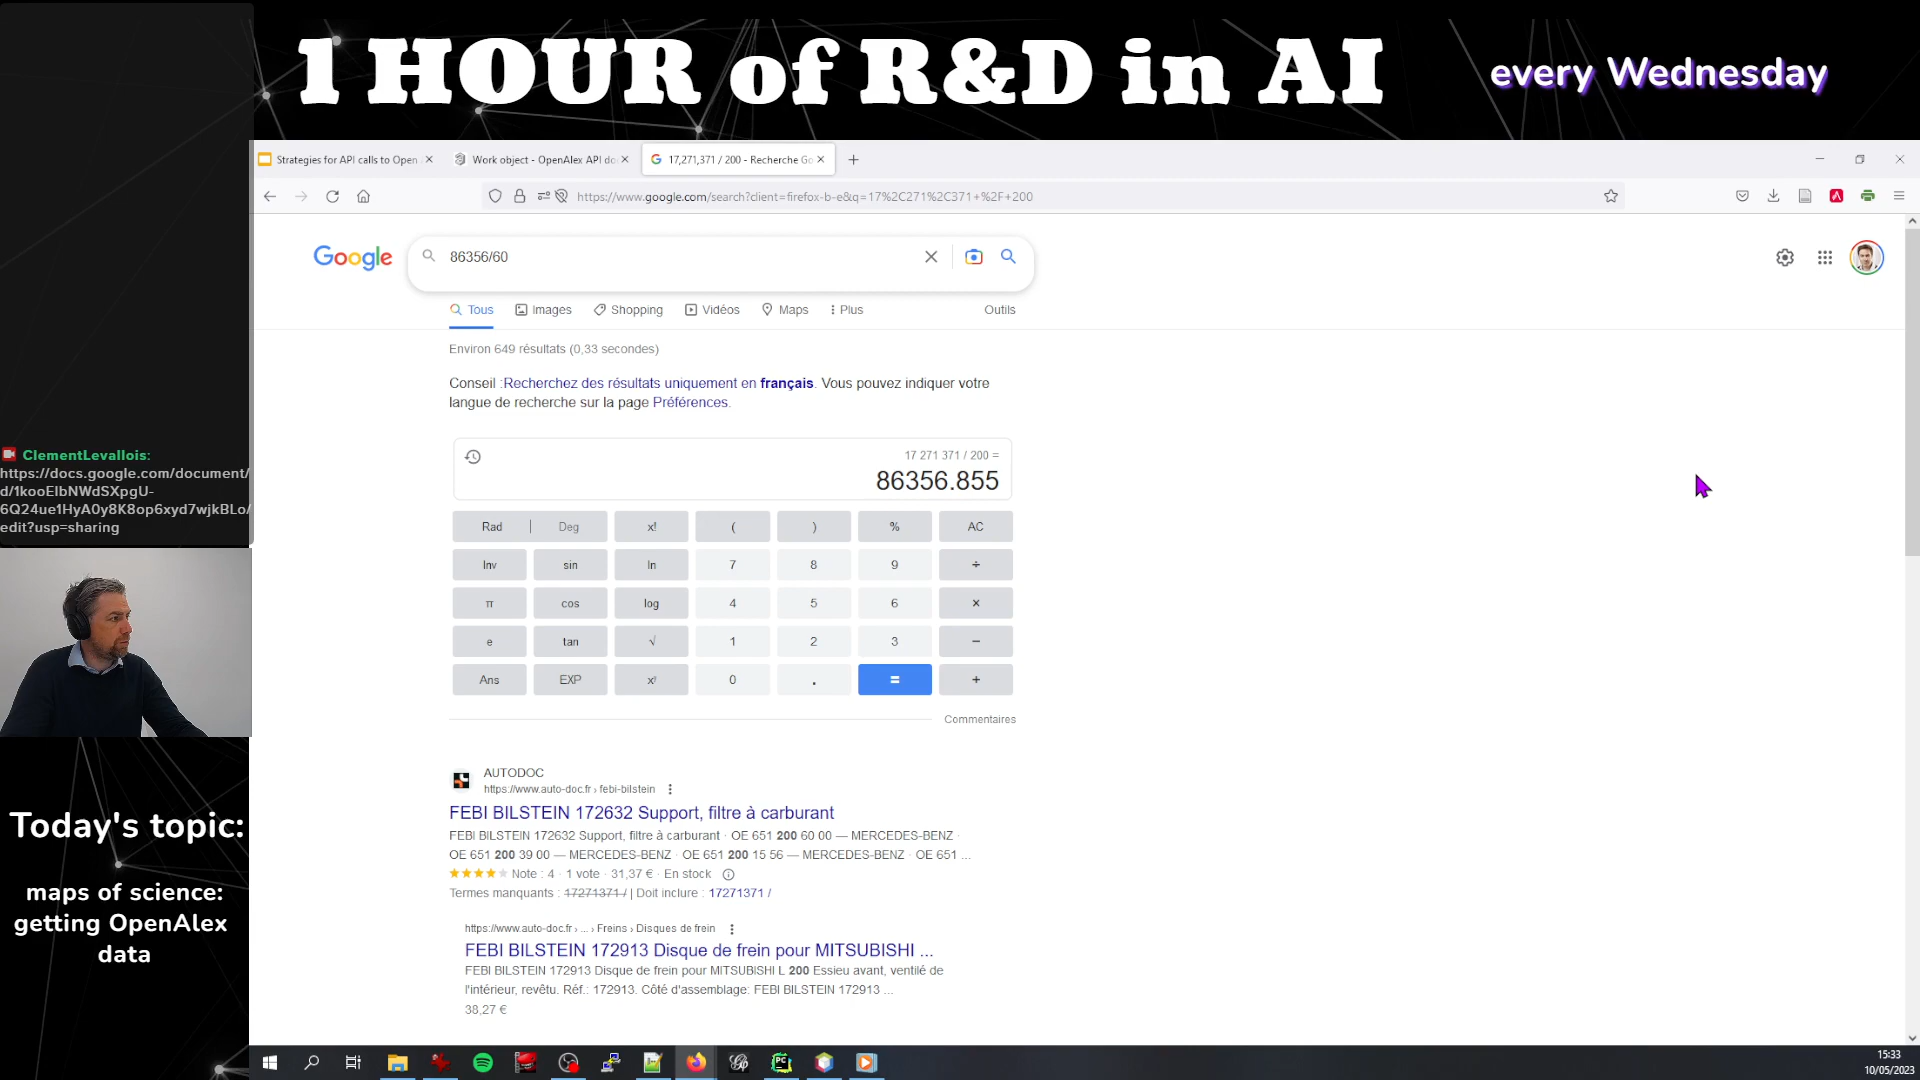 1 HOUR of R&D in AI
every Wednesday
Strategies for API calls to Open
Work object - OpenAlex API do
17,271,371 / 200 - Recherche Go
https://www.google.com/search?client=firefox-b-e&q=17%2C271%2C371+%2F+200
Google
86356/60
Tous
Images
Shopping
Vidéos
Maps
Plus
Outils
Environ 649 résultats (0,33 secondes)
Conseil :Recherchez des résultats uniquement en français. Vous pouvez indiquer votre
langue de recherche sur la page Préférences.
17 271 371 / 200 =
86356.855
Rad | Deg x! ( ) % AC
Inv sin ln 7 8 9 ÷
π cos log 4 5 6 ×
e tan √ 1 2 3 −
Ans EXP xʸ 0 . = +
Commentaires
AUTODOC
https://www.auto-doc.fr › febi-bilstein
FEBI BILSTEIN 172632 Support, filtre à carburant
FEBI BILSTEIN 172632 Support, filtre à carburant · OE 651 200 60 00 — MERCEDES-BENZ ·
OE 651 200 39 00 — MERCEDES-BENZ · OE 651 200 15 56 — MERCEDES-BENZ · OE 651 ...
Note : 4 · 1 vote · 31,37 € · En stock
Termes manquants : 17271371 / | Doit inclure : 17271371 /
https://www.auto-doc.fr › ... › Freins › Disques de frein
FEBI BILSTEIN 172913 Disque de frein pour MITSUBISHI ...
FEBI BILSTEIN 172913 Disque de frein pour MITSUBISHI L 200 Essieu avant, ventilé de
l'intérieur, revêtu. Réf.: 172913. Côté d'assemblage: FEBI BILSTEIN 172913 ...
38,27 €
ClementLevallois:
https://docs.google.com/document/
d/1kooEIbNWdSXpgU-
6Q24ue1HyA0y8K8op6xyd7wjkBLo/
edit?usp=sharing
Today's topic:
maps of science:
getting OpenAlex
data
15:33
10/05/2023